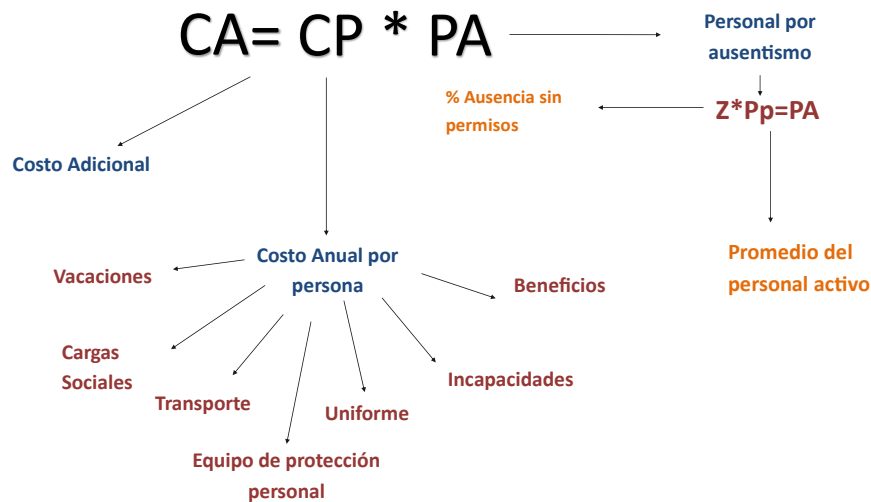 CA= CP * PA
Personal por
ausentismo
% Ausencia sin
permisos
Z*Pp=PA
Costo Adicional
Costo Anual por
persona
Promedio del
personal activo
Vacaciones
Beneficios
Cargas
Sociales
Transporte
Uniforme
Incapacidades
Equipo de protección
personal